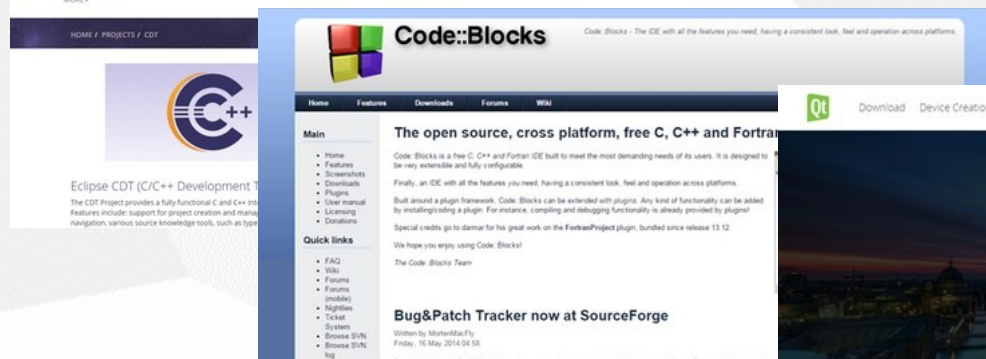 HOME / PROJECTS / CDT
C++
Eclipse CDT (C/C++ Development T
The CDT Project provides a fully functional C and C++ Inte
Features include: support for project creation and manag
navigation, various source knowledge tools, such as type
Code::Blocks
Code::Blocks - The IDE with all the features you need, having a consistent look, feel and operation across platforms.
Home Features Downloads Forums Wiki
Main
Home
Features
Screenshots
Downloads
Plugins
User manual
Licensing
Donations
Quick links
FAQ
Wiki
Forums
Forums
(mobile)
Nightlies
Ticket
System
Browse SVN
Browse SVN
log
The open source, cross platform, free C, C++ and Fortran
Code::Blocks is a free C, C++ and Fortran IDE built to meet the most demanding needs of its users. It is designed to
be very extensible and fully configurable.
Finally, an IDE with all the features you need, having a consistent look, feel and operation across platforms.
Built around a plugin framework, Code::Blocks can be extended with plugins. Any kind of functionality can be added
by installing/coding a plugin. For instance, compiling and debugging functionality is already provided by plugins!
Special credits go to darmar for his great work on the FortranProject plugin, bundled since release 13.12.
We hope you enjoy using Code::Blocks!
The Code::Blocks Team
Bug&Patch Tracker now at SourceForge
Written by MortenMacFly
Friday, 16 May 2014 04:58
Qt
Download Device Creatio